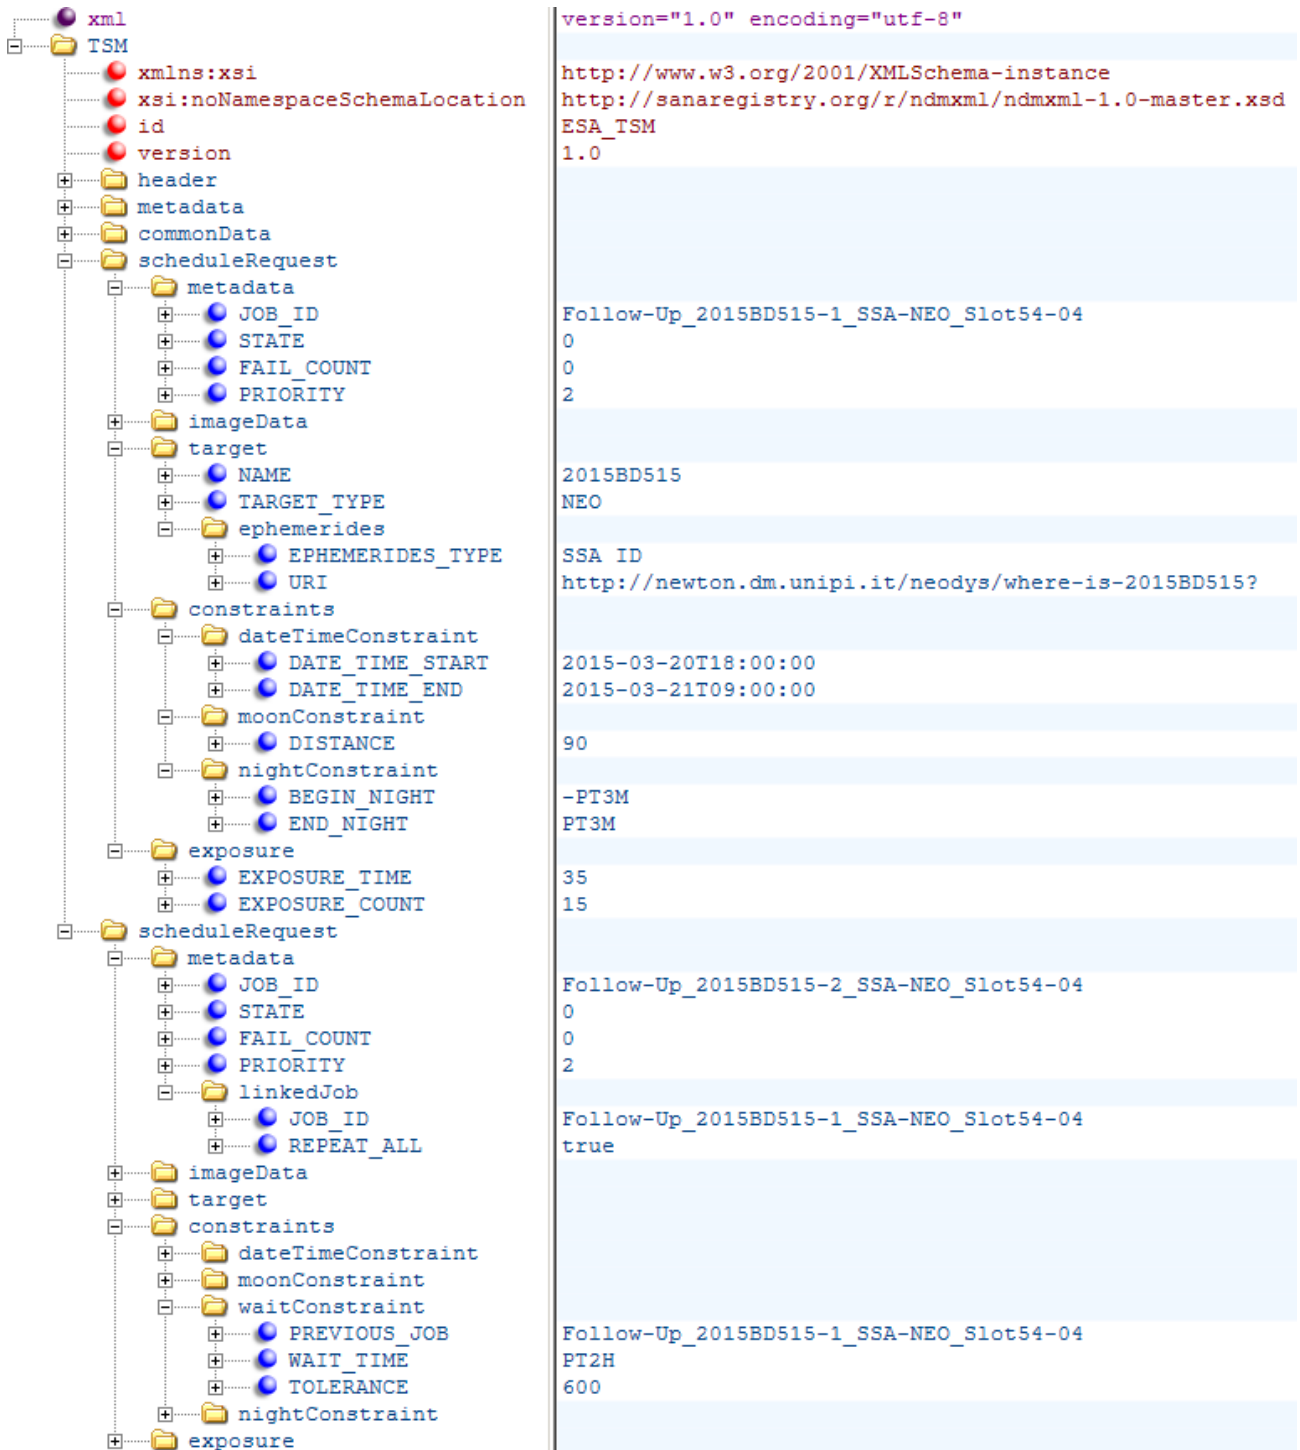 xml version="1.0" encoding="utf-8"
TSM
xmlns:xsi http://www.w3.org/2001/XMLSchema-instance
xsi:noNamespaceSchemaLocation http://sanaregistry.org/r/ndmxml/ndmxml-1.0-master.xsd
id ESA_TSM
version 1.0
header
metadata
commonData
scheduleRequest
metadata
JOB_ID Follow-Up_2015BD515-1_SSA-NEO_Slot54-04
STATE 0
FAIL_COUNT 0
PRIORITY 2
imageData
target
NAME 2015BD515
TARGET_TYPE NEO
ephemerides
EPHEMERIDES_TYPE SSA ID
URI http://newton.dm.unipi.it/neodys/where-is-2015BD515?
constraints
dateTimeConstraint
DATE_TIME_START 2015-03-20T18:00:00
DATE_TIME_END 2015-03-21T09:00:00
moonConstraint
DISTANCE 90
nightConstraint
BEGIN_NIGHT -PT3M
END_NIGHT PT3M
exposure
EXPOSURE_TIME 35
EXPOSURE_COUNT 15
scheduleRequest
metadata
JOB_ID Follow-Up_2015BD515-2_SSA-NEO_Slot54-04
STATE 0
FAIL_COUNT 0
PRIORITY 2
linkedJob
JOB_ID Follow-Up_2015BD515-1_SSA-NEO_Slot54-04
REPEAT_ALL true
imageData
target
constraints
dateTimeConstraint
moonConstraint
waitConstraint
PREVIOUS_JOB Follow-Up_2015BD515-1_SSA-NEO_Slot54-04
WAIT_TIME PT2H
TOLERANCE 600
nightConstraint
exposure